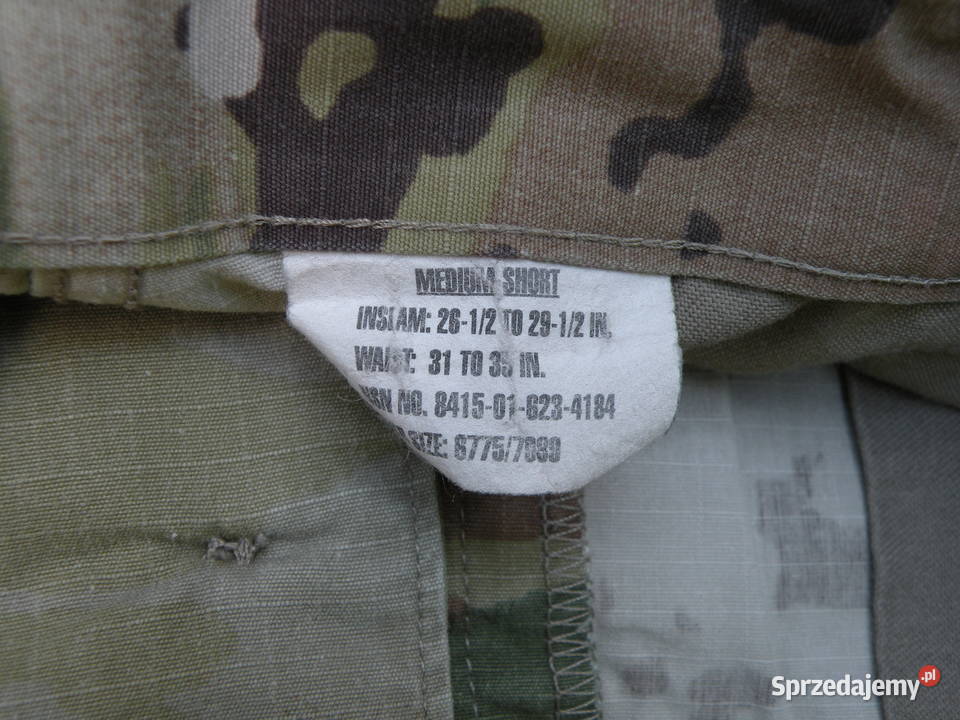 MEDIUM SHORT
INSEAM: 26-1/2 TO 29-1/2 IN.
WAIST: 31 TO 35 IN.
NSN NO. 8415-01-623-4184
SIZE: 6775/7099
Sprzedajemy.pl